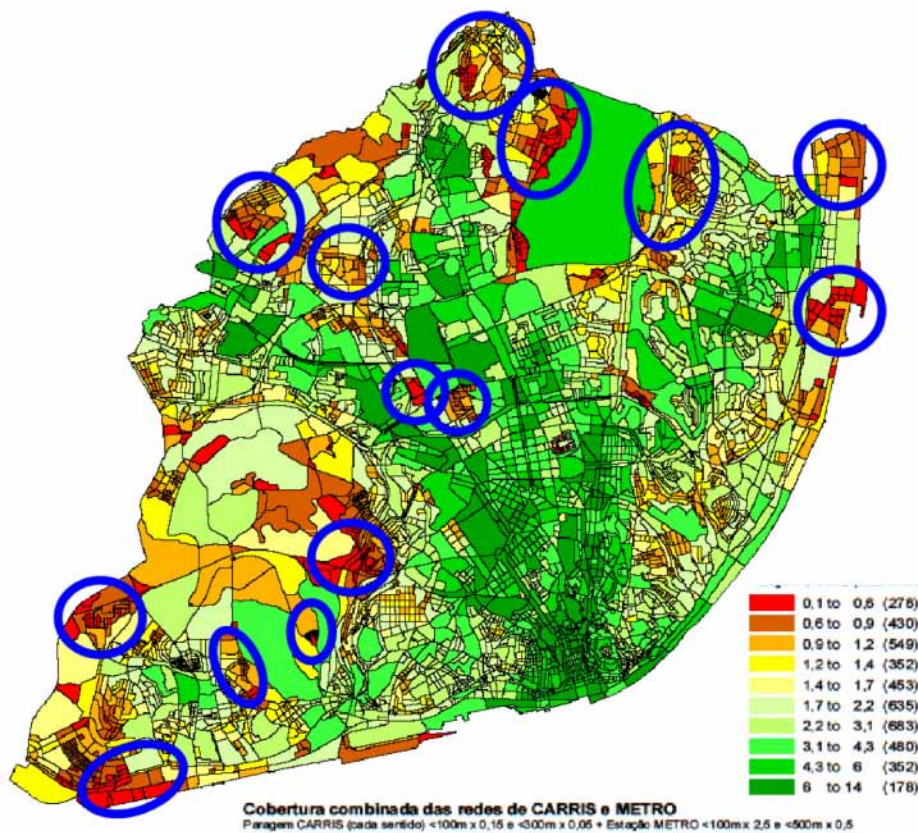 0,1 to 0,6 (278)
0,6 to 0,9 (430)
0,9 to 1,2 (549)
1,2 to 1,4 (352)
1,4 to 1,7 (453)
1,7 to 2,2 (635)
2,2 to 3,1 (683)
3,1 to 4,3 (480)
4,3 to 6 (352)
6 to 14 (178)
Cobertura combinada das redes de CARRIS e METRO
Paragem CARRIS (cada sentido) <100m x 0,15 e <300m x 0,05 + Estação METRO <100m x 2,5 e <500m x 0,5